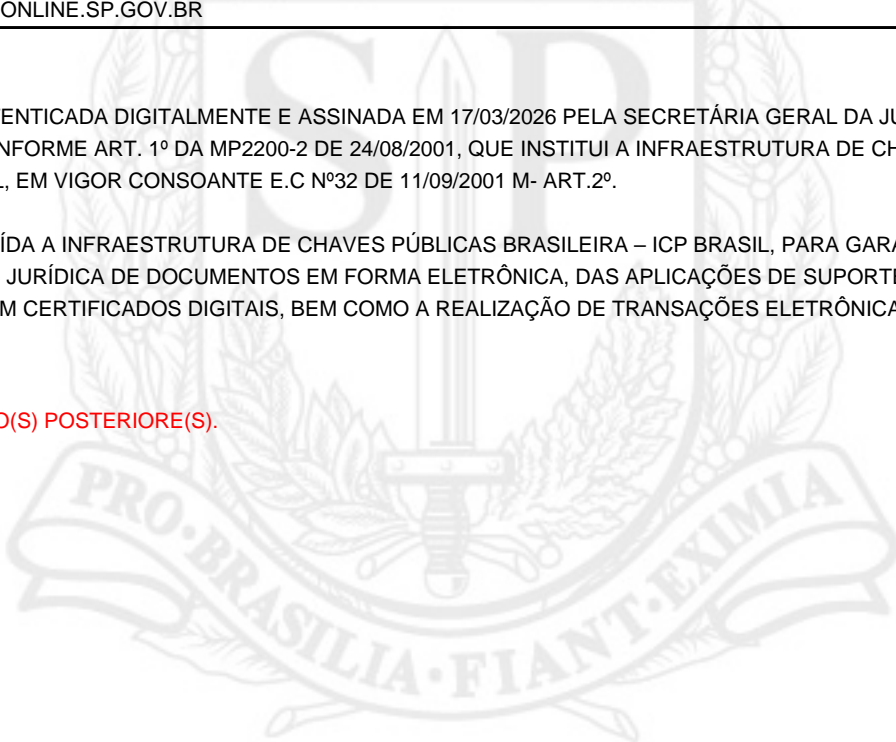 ONLINE.SP.GOV.BR
ENTICADA DIGITALMENTE E ASSINADA EM 17/03/2026 PELA SECRETÁRIA GERAL DA JU
NFORME ART. 1º DA MP2200-2 DE 24/08/2001, QUE INSTITUI A INFRAESTRUTURA DE CH
L, EM VIGOR CONSOANTE E.C Nº32 DE 11/09/2001 M- ART.2º.
ÍDA A INFRAESTRUTURA DE CHAVES PÚBLICAS BRASILEIRA – ICP BRASIL, PARA GARA
JURÍDICA DE DOCUMENTOS EM FORMA ELETRÔNICA, DAS APLICAÇÕES DE SUPORTE
M CERTIFICADOS DIGITAIS, BEM COMO A REALIZAÇÃO DE TRANSAÇÕES ELETRÔNICA
O(S) POSTERIORE(S).
SP
PRO·BRASILIA·FIANT·EXIMIA